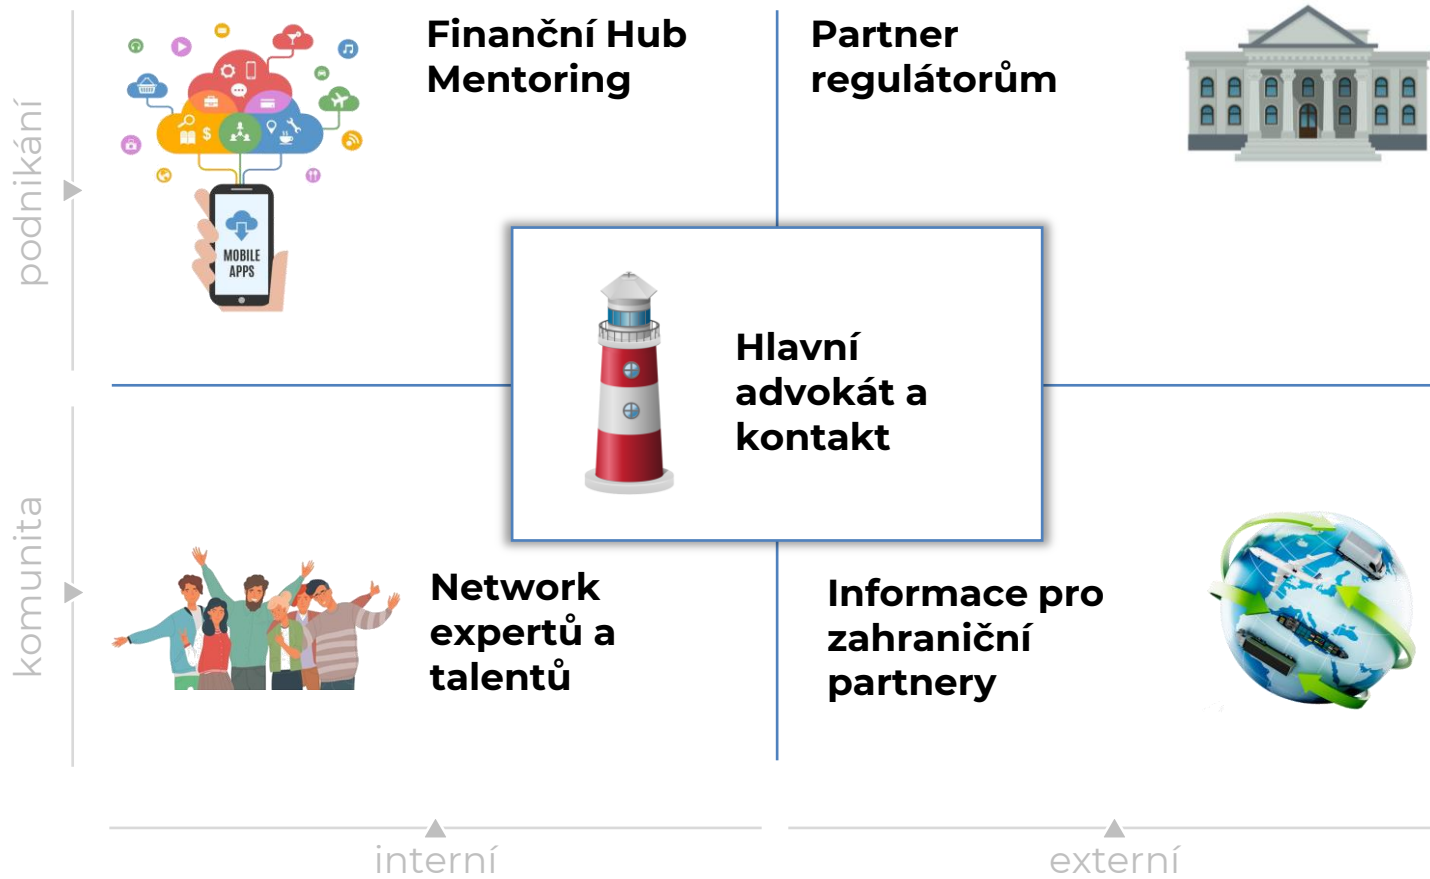 Finanční Hub
Mentoring
Partner
regulátorům
podnikání
MOBILE
APPS
Hlavní
advokát a
kontakt
komunita
Network
expertů a
talentů
Informace pro
zahraniční
partnery
interní
externí